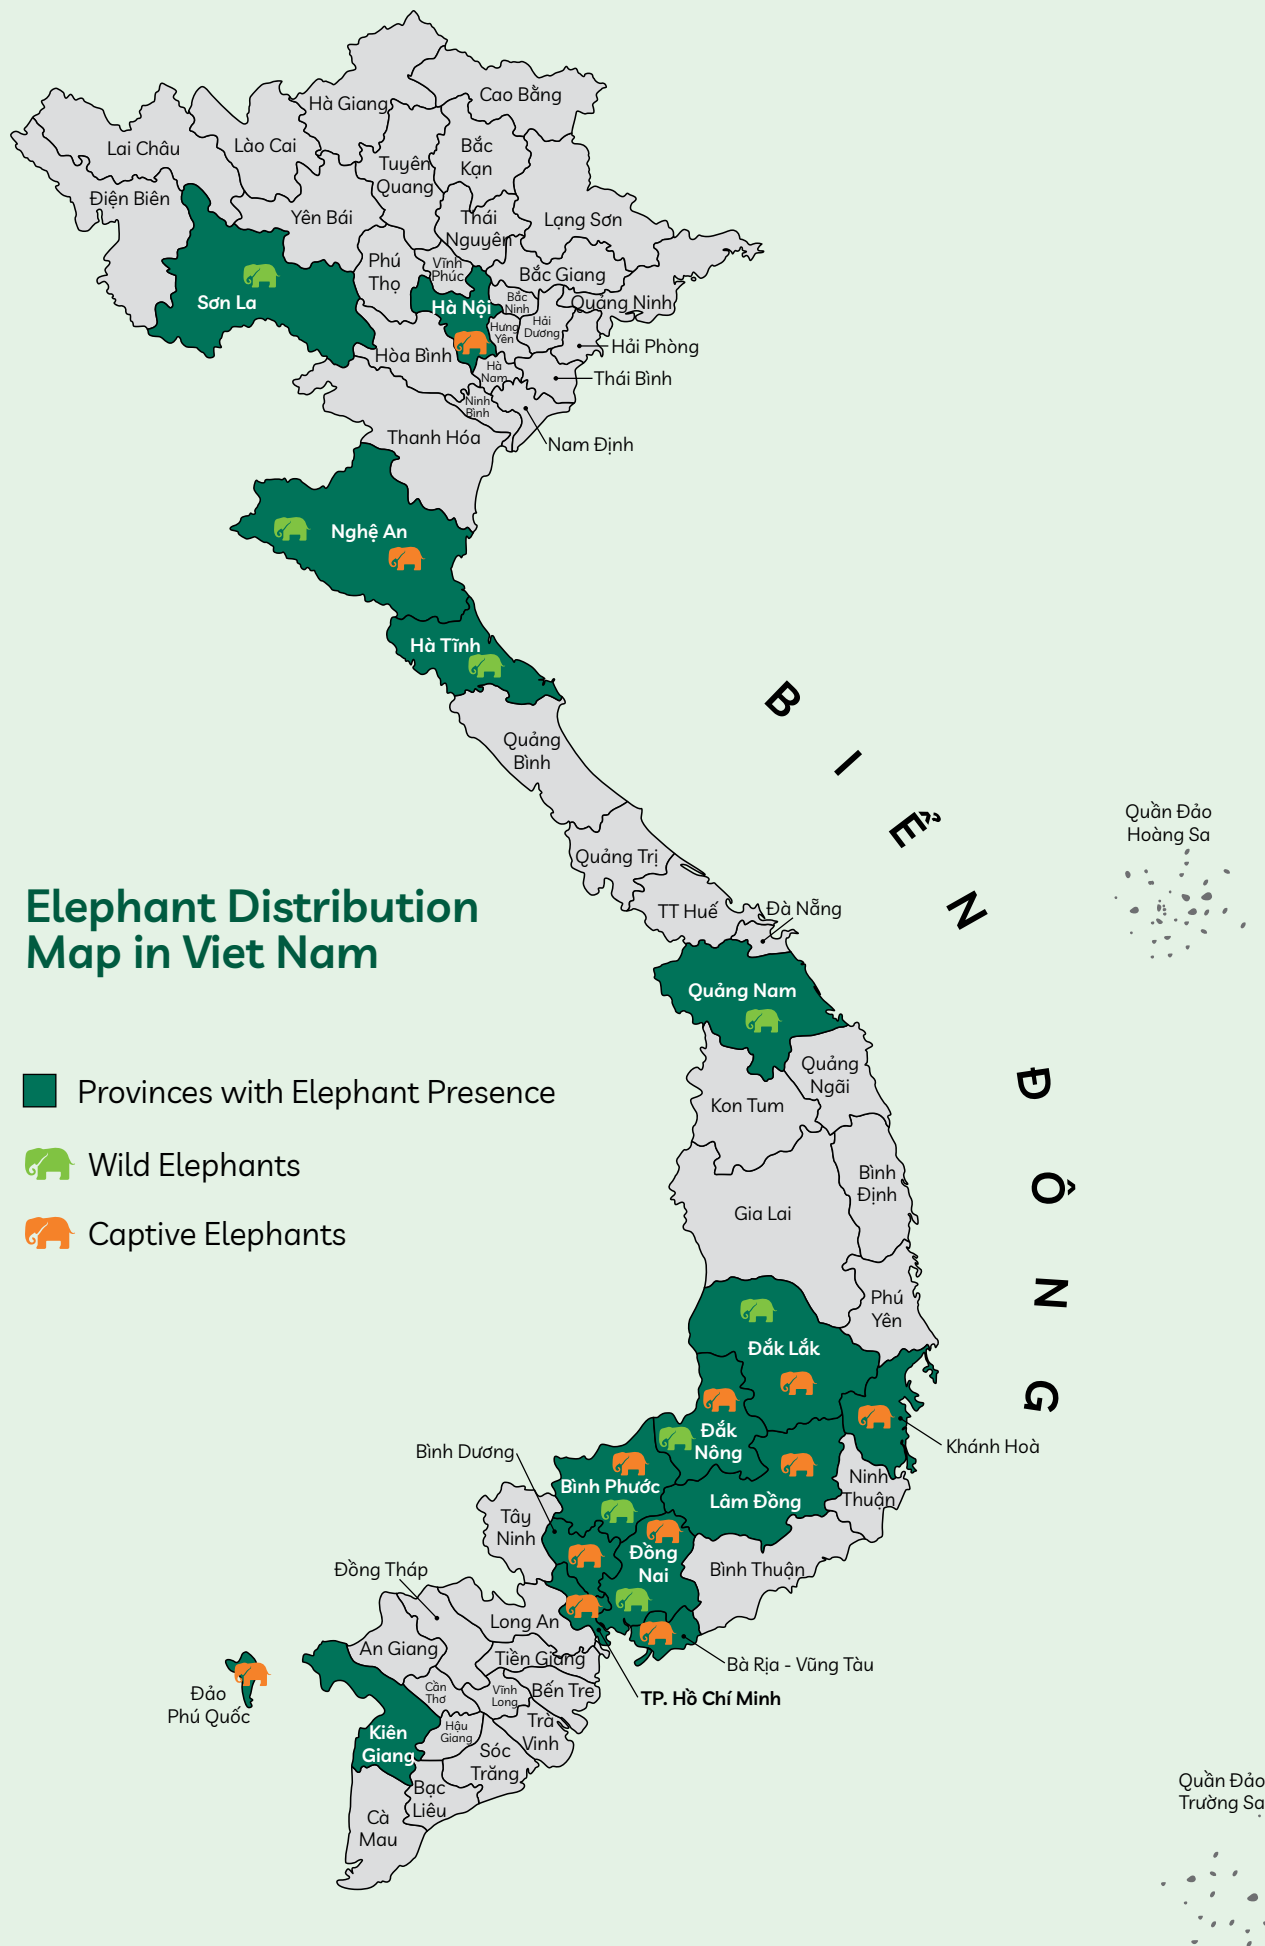 Hà Giang
Cao Bằng
Lai Châu
Lào Cai
Bắc
Kạn
Tuyên
Quang
Điện Biên
Yên Bái
Thái
Nguyên
Lạng Sơn
Phú
Thọ
Vĩnh
Phúc
Bắc Giang
Sơn La
Hà Nội
Bắc
Ninh
Quảng Ninh
Hưng
Yên
Hải
Dương
Hải Phòng
Hòa Bình
Hà
Nam
Thái Bình
Ninh
Bình
Thanh Hóa
Nam Định
Nghệ An
Hà Tĩnh
Quảng
Bình
BIỂN ĐÔNG
Quần Đảo
Hoàng Sa
Quảng Trị
TT Huế
Đà Nẵng
Elephant Distribution
Map in Viet Nam
Quảng Nam
Quảng
Ngãi
Kon Tum
Provinces with Elephant Presence
Wild Elephants
Captive Elephants
Bình
Định
Gia Lai
Phú
Yên
Đắk Lắk
Đắk
Nông
Khánh Hoà
Bình Dương
Bình Phước
Lâm Đồng
Ninh
Thuận
Tây
Ninh
Đồng
Nai
Bình Thuận
Đồng Tháp
Long An
An Giang
Tiền Giang
Bà Rịa - Vũng Tàu
Đảo
Phú Quốc
Cần
Thơ
Vĩnh
Long
Bến Tre
TP. Hồ Chí Minh
Kiên
Giang
Hậu
Giang
Trà
Vinh
Sóc
Trăng
Bạc
Liêu
Cà
Mau
Quần Đảo
Trường Sa